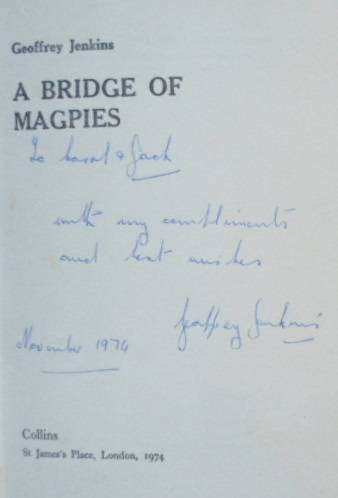 Geoffrey Jenkins
A BRIDGE OF
MAGPIES
To Carol & Jack
with my compliments
and best wishes
Geoffrey Jenkins
November 1974
Collins
St James's Place, London, 1974